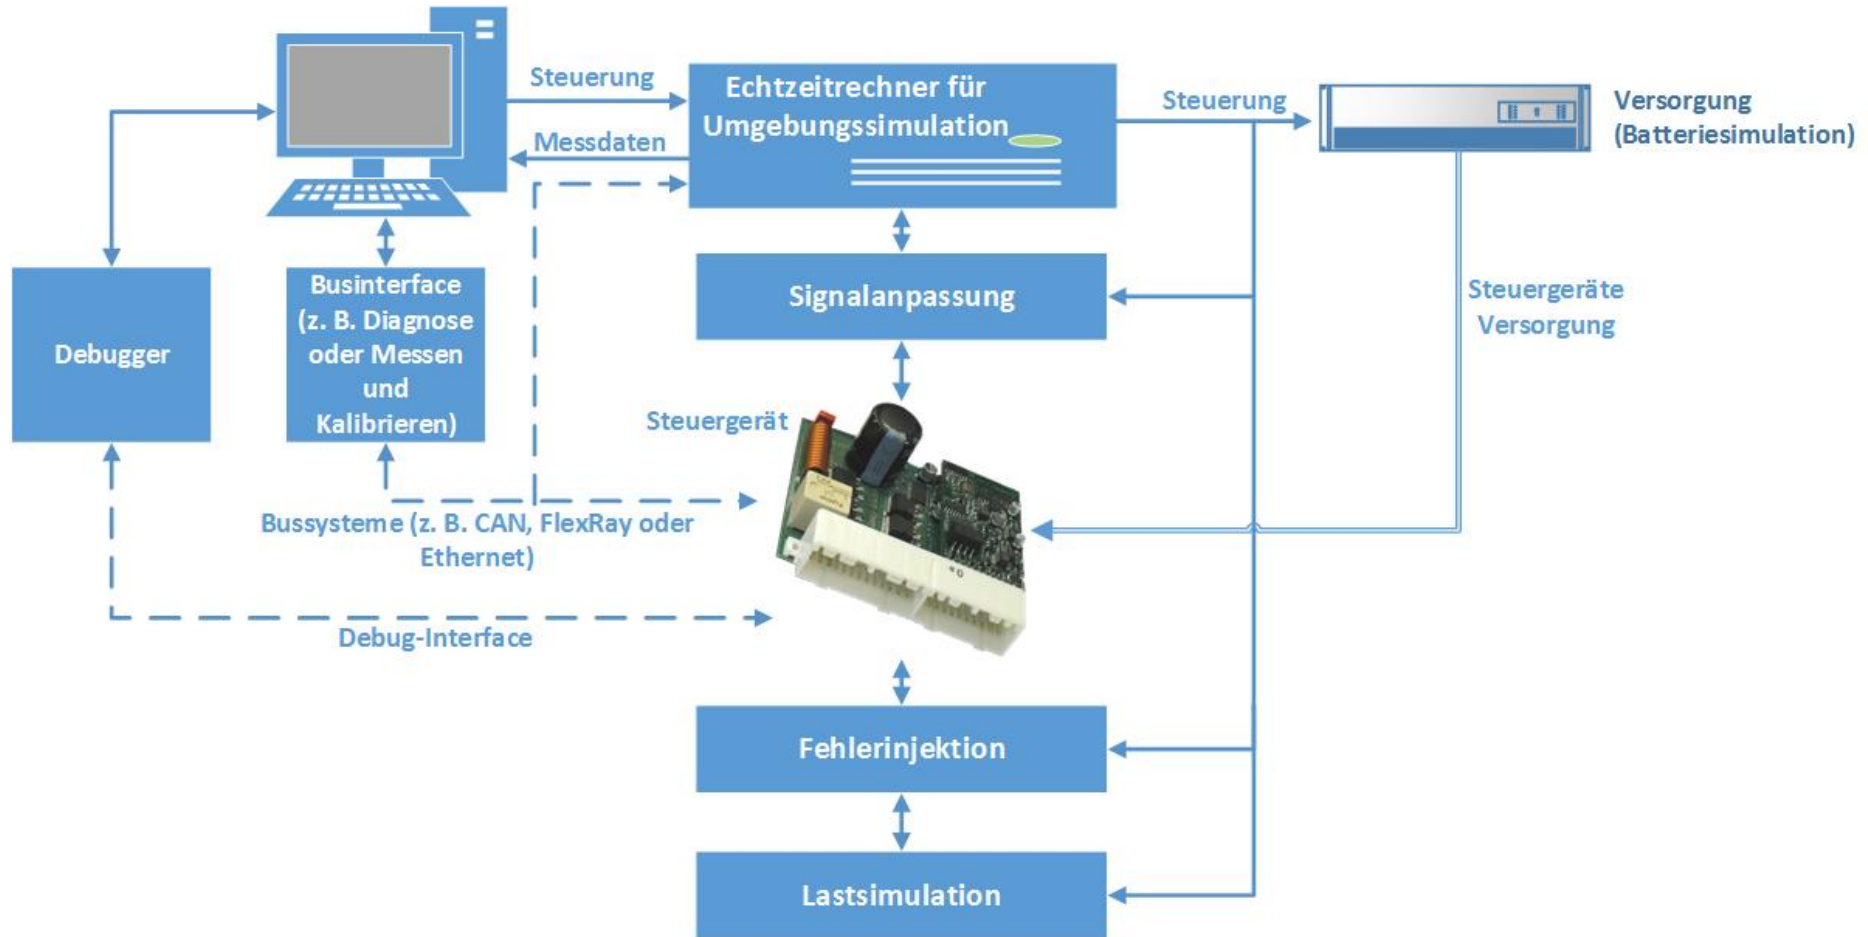 Steuerung
Echtzeitrechner für
Umgebungssimulation
Messdaten
Steuerung
Versorgung
(Batteriesimulation)
Debugger
Businterface
(z. B. Diagnose
oder Messen
und
Kalibrieren)
Signalanpassung
Steuergeräte
Versorgung
Steuergerät
Bussysteme (z. B. CAN, FlexRay oder
Ethernet)
Debug-Interface
Fehlerinjektion
Lastsimulation